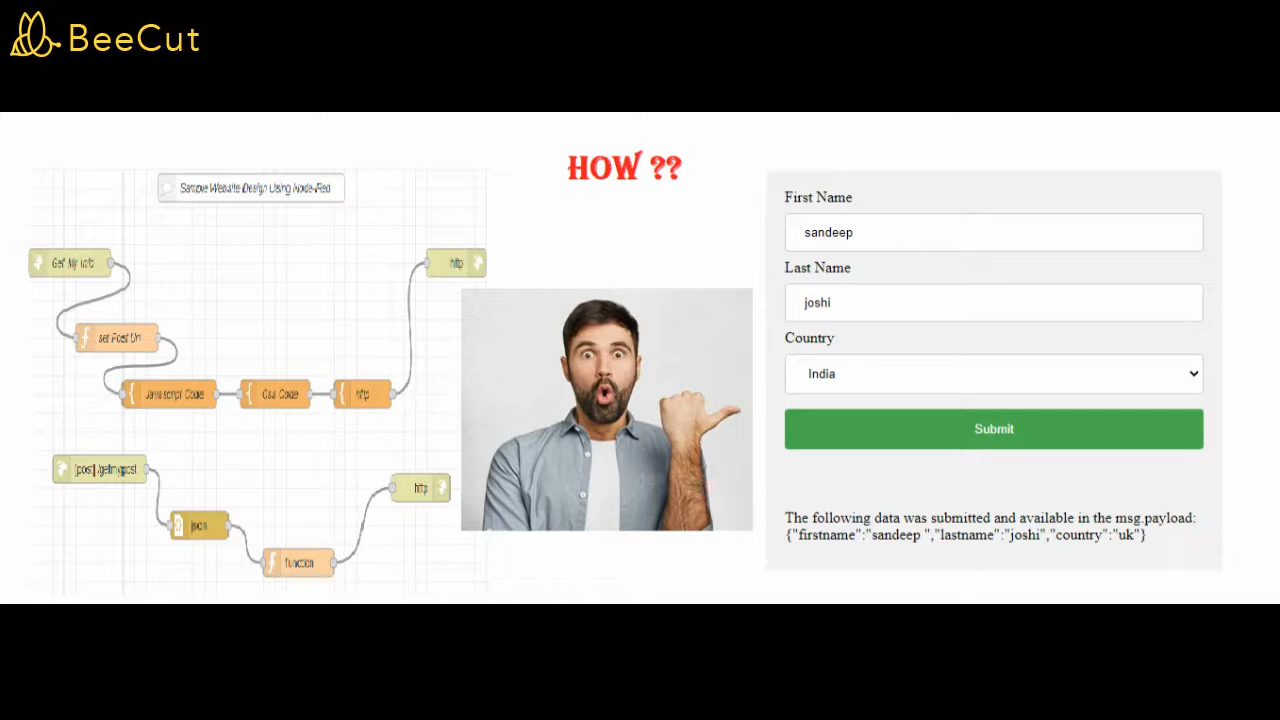 BeeCut
HOW ??
Sample Website Design Using Node-Red
Get My Info
http
set Post Url
Javascript Code
Css Code
http
[post] /getmypost
http
json
function
First Name
sandeep
Last Name
joshi
Country
India
Submit
The following data was submitted and available in the msg.payload:
{"firstname":"sandeep ","lastname":"joshi","country":"uk"}